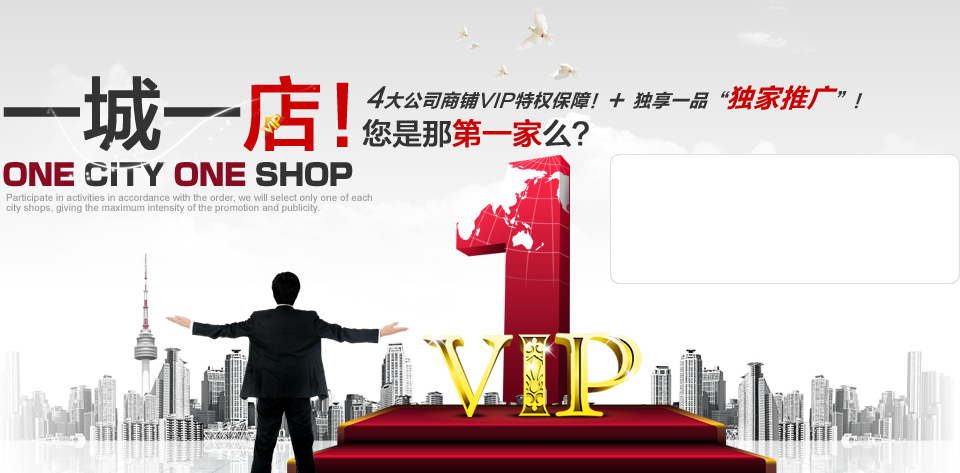 一城一店！
VIP
4大公司商铺VIP特权保障！＋ 独享一品“独家推广”！
您是那第一家么？
ONE CITY ONE SHOP
Participate in activities in accordance with the order, we will select only one of each
city shops, giving the maximum intensity of the promotion and publicity.
1
VIP